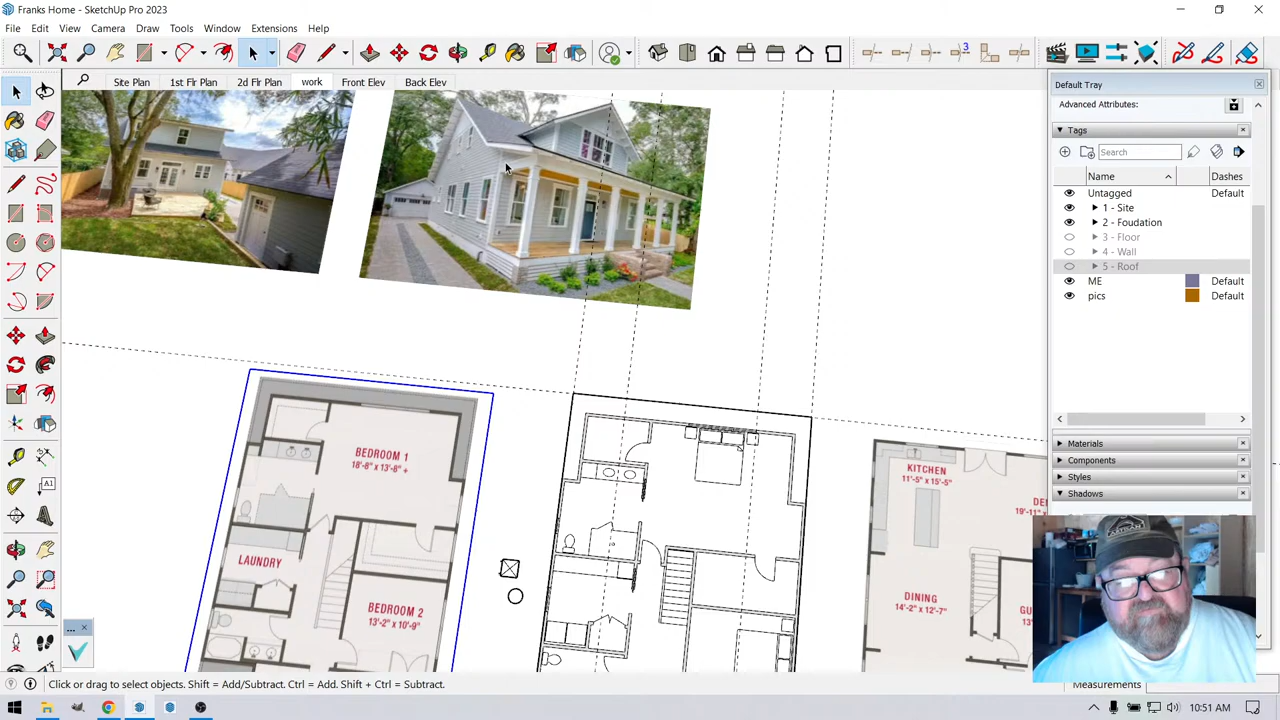 Franks Home - SketchUp Pro 2023
File Edit View Camera Draw Tools Window Extensions Help
3
Site Plan 1st Flr Plan 2d Flr Plan work Front Elev Back Elev
Default Tray
Advanced Attributes:
Tags
Search
Name Dashes
Untagged Default
1 - Site
2 - Foudation
3 - Floor
4 - Wall
5 - Roof
ME Default
pics Default
Materials
Components
Styles
Shadows
BEDROOM 1
18'-8" x 13'-8" +
LAUNDRY
BEDROOM 2
13'-2" x 10'-9"
KITCHEN
11'-5" x 15'-5"
DINING
14'-2" x 12'-7"
...
Click or drag to select objects. Shift = Add/Subtract. Ctrl = Add. Shift + Ctrl = Subtract.
Measurements
10:51 AM